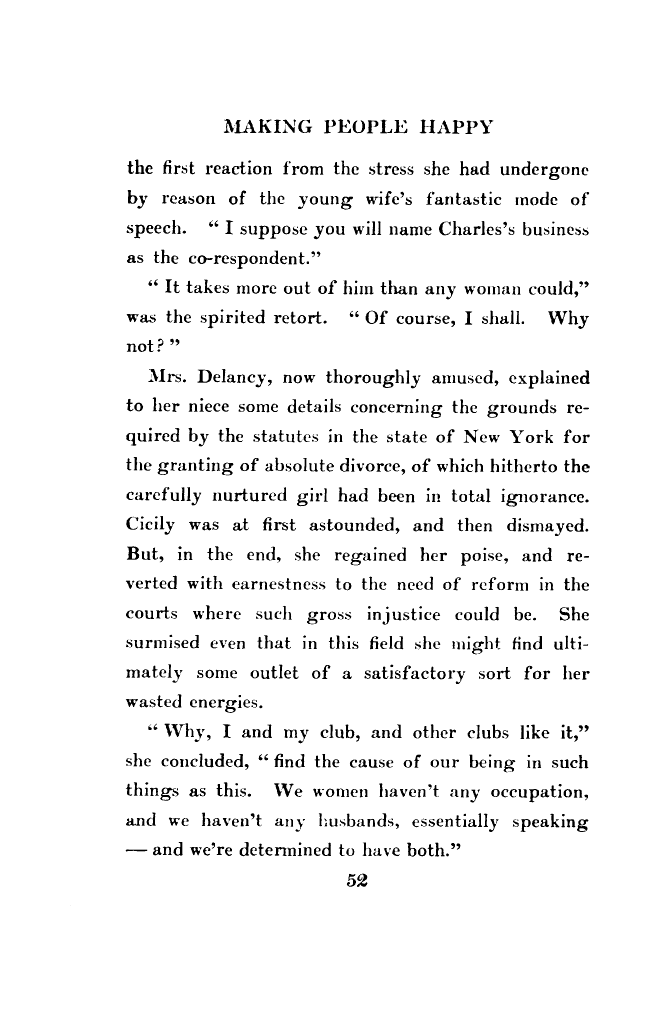 MAKING PEOPLE HAPPY
the first reaction from the stress she had undergone
by reason of the young wife's fantastic mode of
speech. “ I suppose you will name Charles's business
as the co-respondent.”
“ It takes more out of him than any woman could,”
was the spirited retort. “ Of course, I shall. Why
not? ”
Mrs. Delancy, now thoroughly amused, explained
to her niece some details concerning the grounds re-
quired by the statutes in the state of New York for
the granting of absolute divorce, of which hitherto the
carefully nurtured girl had been in total ignorance.
Cicily was at first astounded, and then dismayed.
But, in the end, she regained her poise, and re-
verted with earnestness to the need of reform in the
courts where such gross injustice could be. She
surmised even that in this field she might find ulti-
mately some outlet of a satisfactory sort for her
wasted energies.
“ Why, I and my club, and other clubs like it,”
she concluded, “ find the cause of our being in such
things as this. We women haven't any occupation,
and we haven't any husbands, essentially speaking
— and we're determined to have both.”
52